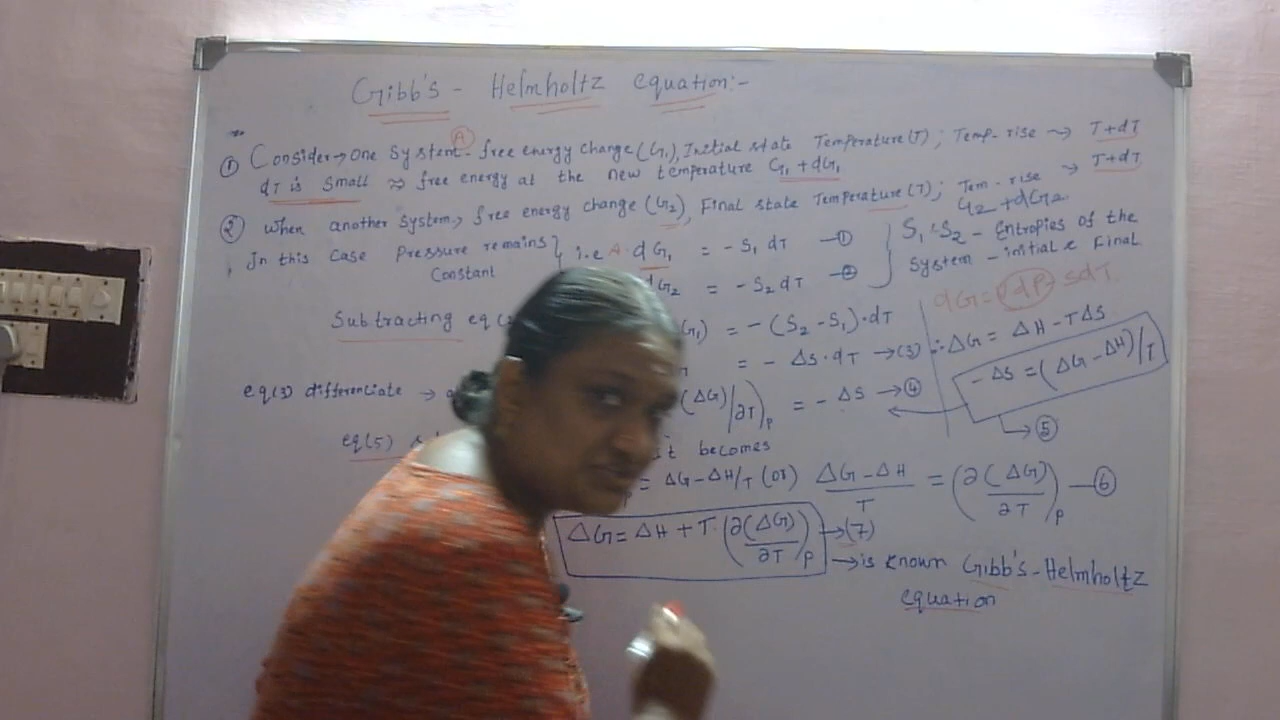 Gibb's - Helmholtz equation:-
① Consider → One System - free energy change (G₁), Initial state Temperature (T); Temp-rise → T+dT
A
dT is Small ≈ free energy at the new temperature G₁ + dG₁
② When another System, free energy change (G₂), Final state Temperature (T); Tem-rise → T+dT
G₂ + dG₂
In this case Pressure remains Constant } i.e A. dG₁ = - S₁ dT —①
dG₂ = - S₂ dT —②
S₁ & S₂ - Entropies of the
System - initial & Final
dG = VdP - SdT
Subtracting eq G₁) = - (S₂ - S₁)·dT
= - ΔS·dT →(3)
∴ ΔG = ΔH - TΔS
- ΔS = (ΔG - ΔH)/T
→⑤
eq(3) differentiate → (ΔG)/∂T)p = - ΔS →④
eq(5) becomes
= ΔG - ΔH/T (or) ΔG - ΔH / T = (∂(ΔG)/∂T)p —⑥
ΔG = ΔH + T·(∂(ΔG)/∂T)p →(7)
→ is known Gibb's - Helmholtz
equation